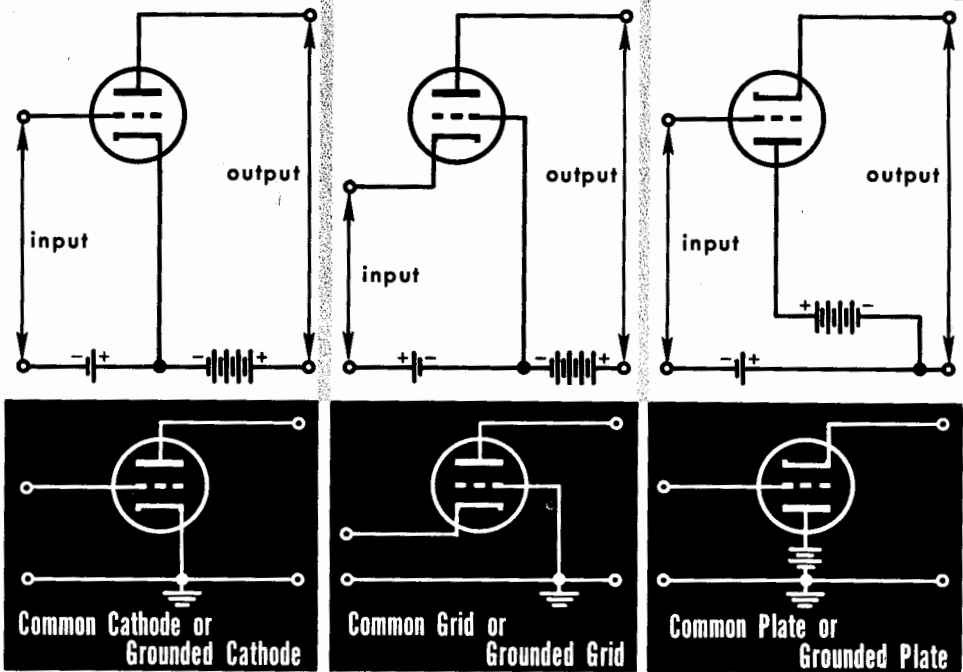 output
input
- +
- +
Common Cathode or
Grounded Cathode
output
input
+ -
- +
Common Grid or
Grounded Grid
output
input
+ -
- +
Common Plate or
Grounded Plate